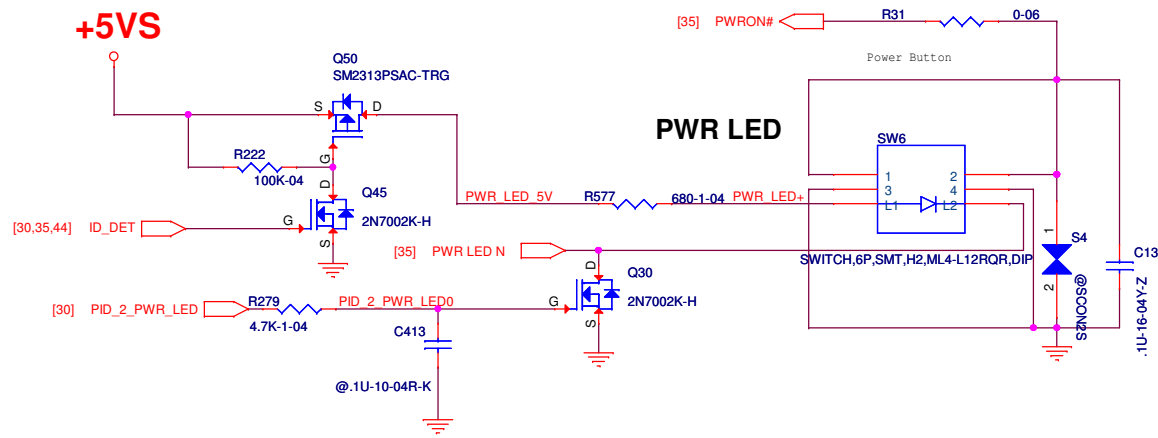 +5VS
[35] PWRON#
R31
0-06
Power Button
Q50
SM2313PSAC-TRG
S
D
G
R222
100K-04
PWR LED
SW6
1
2
3
4
L1
L2
D
Q45
2N7002K-H
[30,35,44] ID_DET
G
S
PWR_LED_5V
R577
680-1-04
PWR_LED+
[35] PWR LED N
SWITCH,6P,SMT,H2,ML4-L12RQR,DIP
1
S4
2
@SCON2S
C13
.1U-16-04Y-Z
D
Q30
2N7002K-H
G
S
[30] PID_2_PWR_LED
R279
4.7K-1-04
PID_2_PWR_LED0
C413
@.1U-10-04R-K